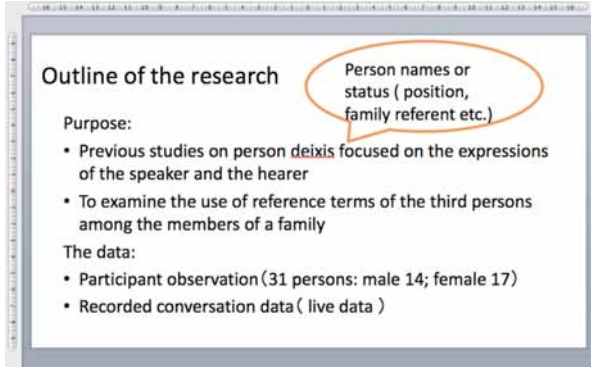 Outline of the research
Person names or
status ( position,
family referent etc.)
Purpose:
• Previous studies on person deixis focused on the expressions
of the speaker and the hearer
• To examine the use of reference terms of the third persons
among the members of a family
The data:
• Participant observation(31 persons: male 14; female 17)
• Recorded conversation data( live data )